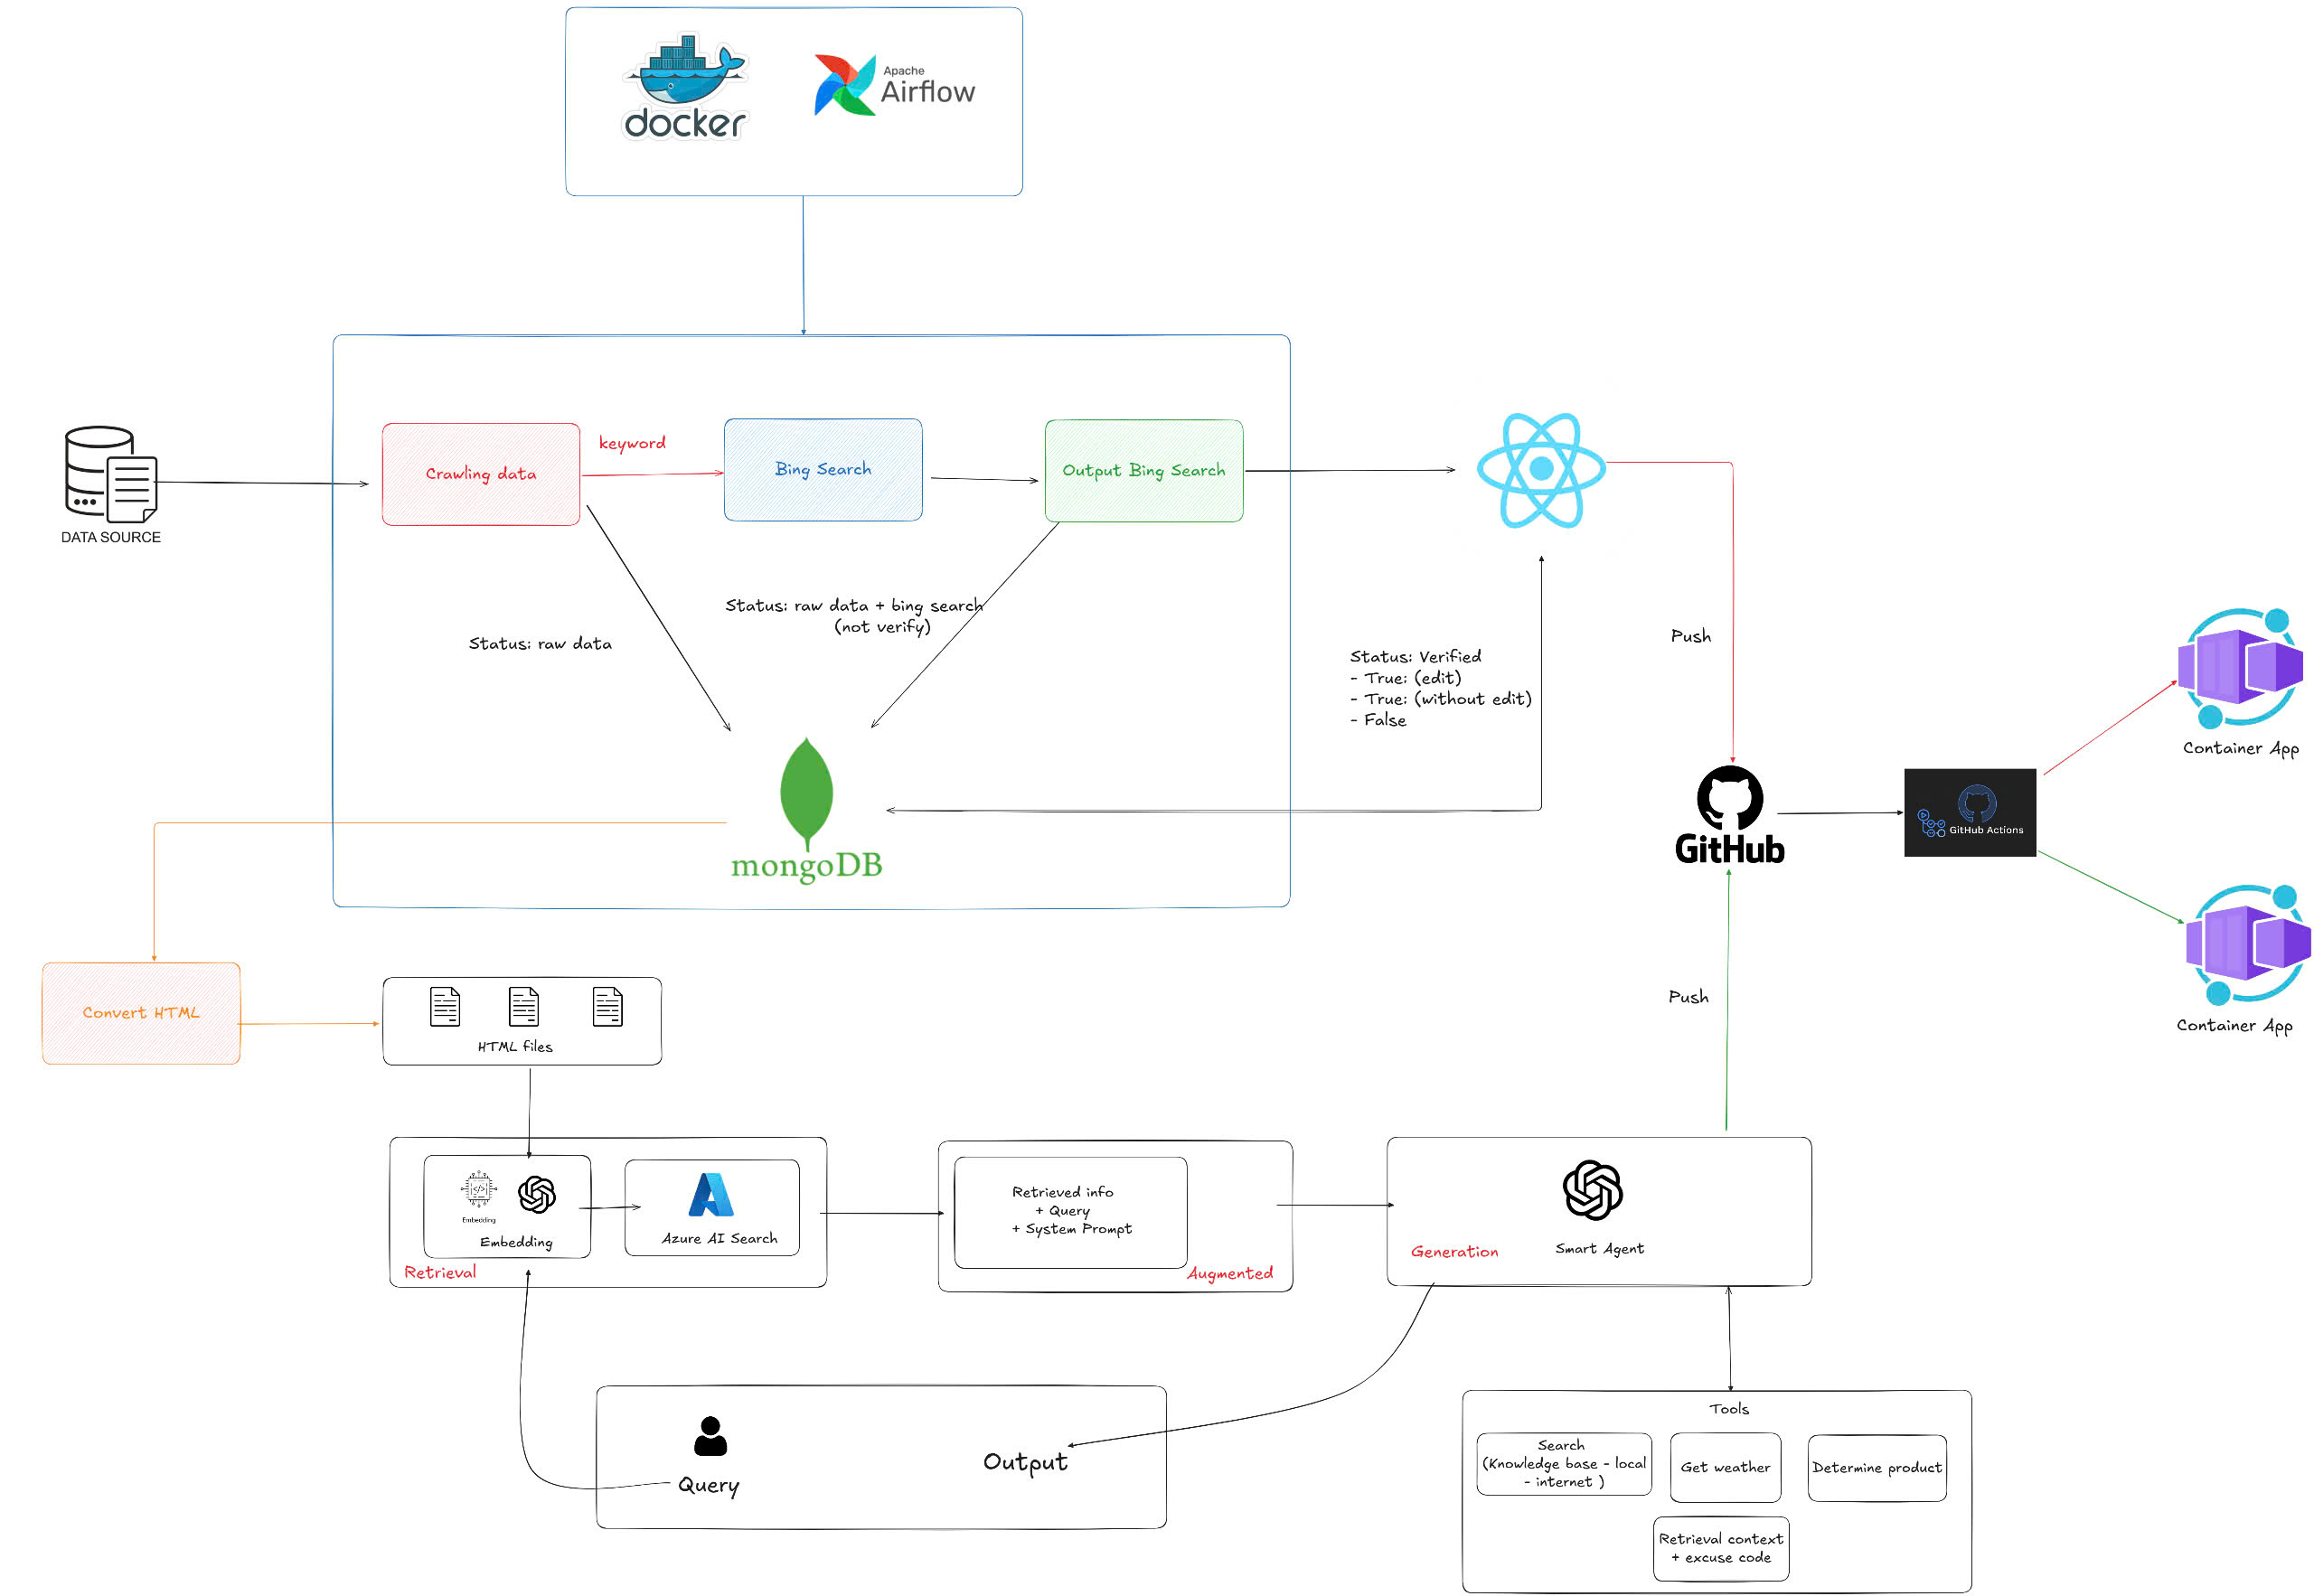 docker
Apache
Airflow
DATA SOURCE
Crawling data
keyword
Bing Search
Output Bing Search
Status: raw data
Status: raw data + bing search
(not verify)
Status: Verified
- True: (edit)
- True: (without edit)
- False
Push
mongoDB
GitHub
GitHub Actions
Container App
Container App
Convert HTML
HTML files
Push
Embedding
Embedding
Azure AI Search
Retrieval
Retrieved info
+ Query
+ System Prompt
Augmented
Generation
Smart Agent
Query
Output
Tools
Search
(Knowledge base - local
- internet )
Get weather
Determine product
Retrieval context
+ excuse code